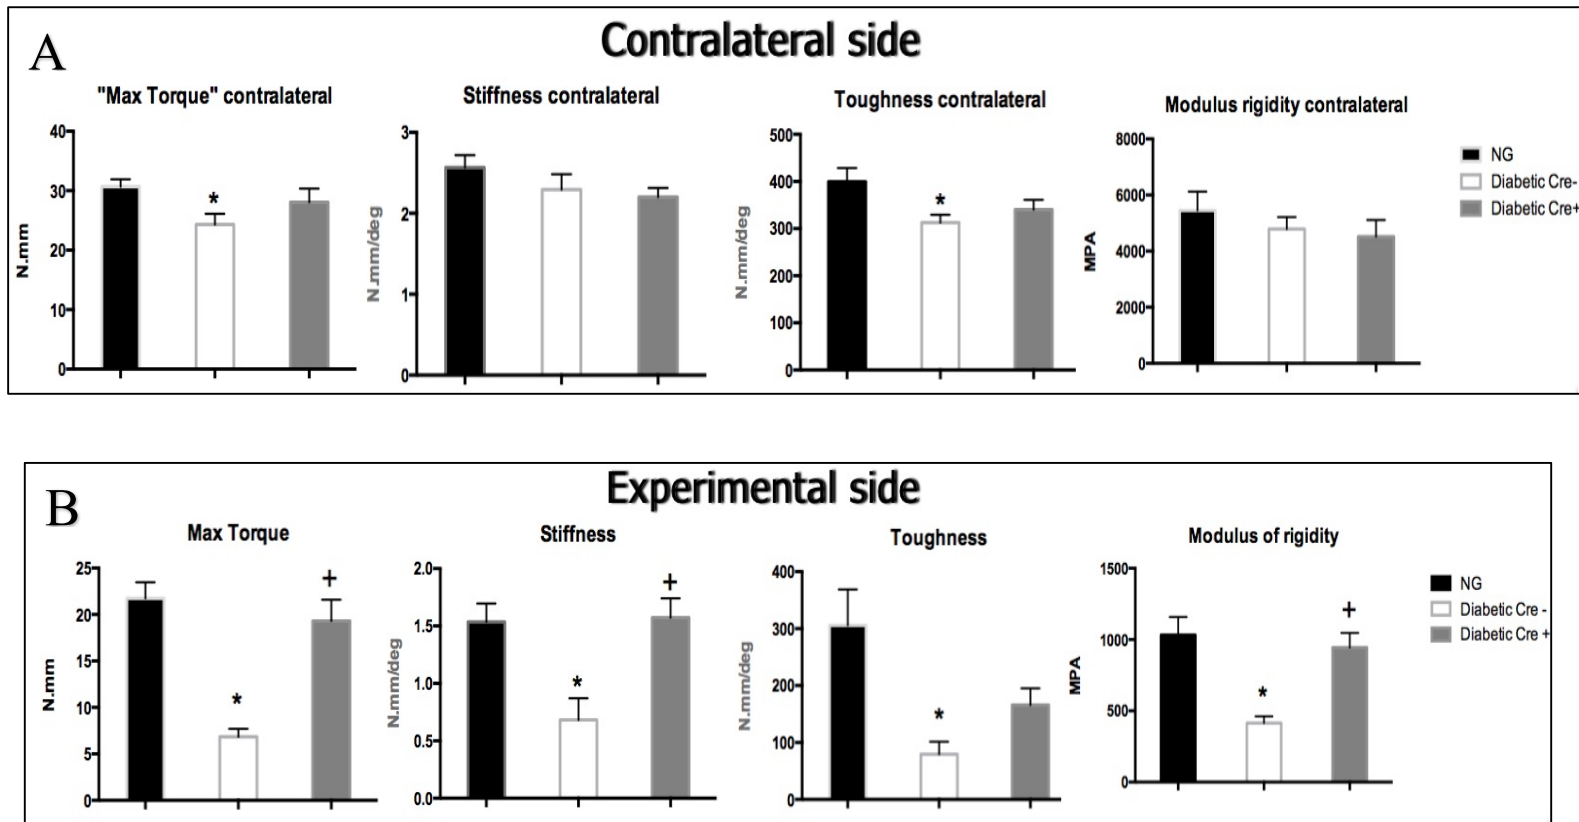 A
Contralateral side
"Max Torque" contralateral
N.mm
40
30
20
10
0
*
Stiffness contralateral
N.mm/deg
3
2
1
0
Toughness contralateral
N.mm/deg
500
400
300
200
100
0
*
Modulus rigidity contralateral
MPA
8000
6000
4000
2000
0
NG
Diabetic Cre-
Diabetic Cre+
B
Experimental side
Max Torque
N.mm
25
20
15
10
5
0
*
+
Stiffness
N.mm/deg
2.0
1.5
1.0
0.5
0.0
*
+
Toughness
N.mm/deg
400
300
200
100
0
*
Modulus of rigidity
MPA
1500
1000
500
0
*
+
NG
Diabetic Cre -
Diabetic Cre +